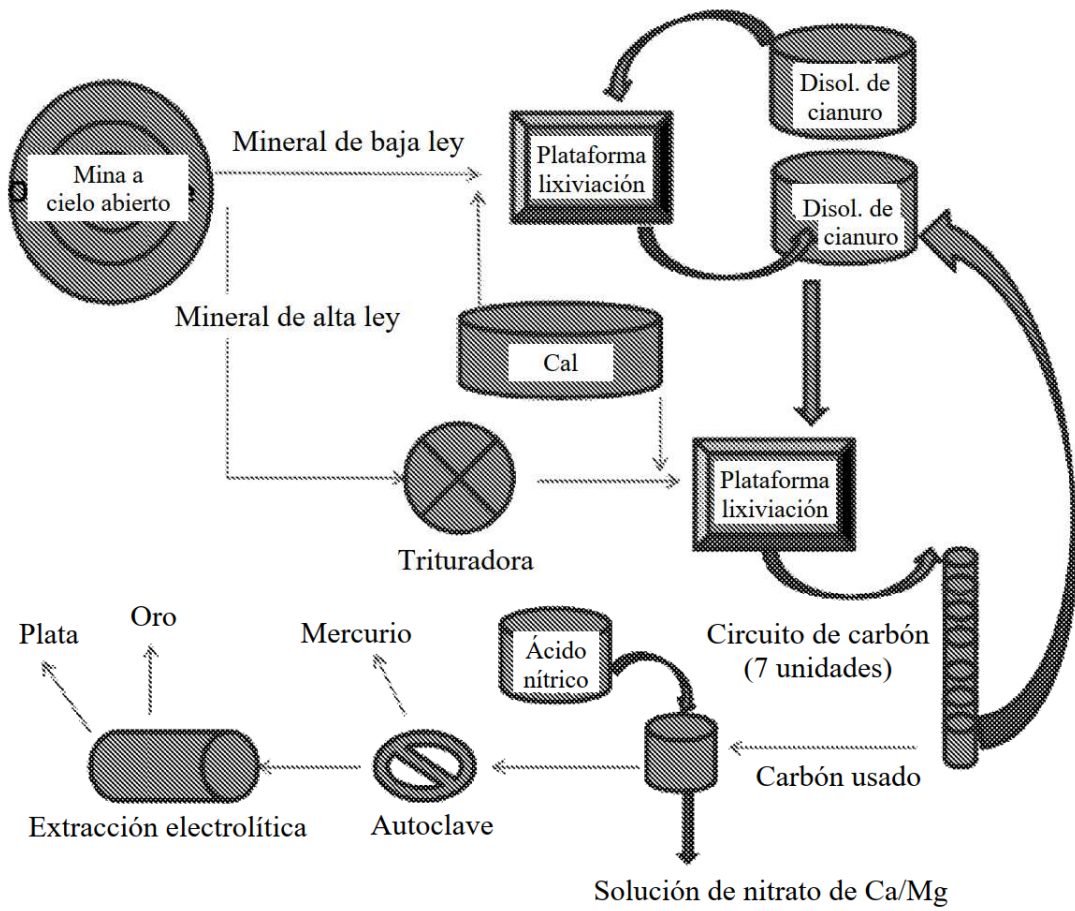 Disol. de
cianuro
Mineral de baja ley
Plataforma
lixiviación
Mina a
cielo abierto
Disol. de
cianuro
Mineral de alta ley
Cal
Plataforma
lixiviación
Trituradora
Oro
Plata
Mercurio
Ácido
nítrico
Circuito de carbón
(7 unidades)
Carbón usado
Extracción electrolítica
Autoclave
Solución de nitrato de Ca/Mg